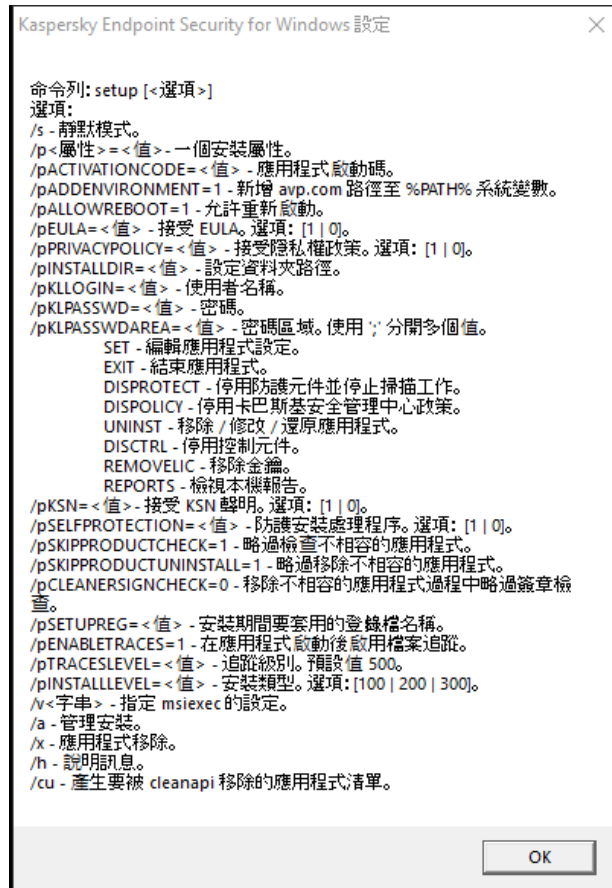 Kaspersky Endpoint Security for Windows 設定
命令列: setup [<選項>]
選項:
/s - 靜默模式。
/p<屬性>=<值> - 一個安裝屬性。
/pACTIVATIONCODE=<值> - 應用程式啟動碼。
/pADDENVIRONMENT=1 - 新增 avp.com 路徑至 %PATH% 系統變數。
/pALLOWREBOOT=1 - 允許重新啟動。
/pEULA=<值> - 接受 EULA。選項: [1 | 0]。
/pPRIVACYPOLICY=<值> - 接受隱私權政策。選項: [1 | 0]。
/pINSTALLDIR=<值> - 設定資料夾路徑。
/pKLLOGIN=<值> - 使用者名稱。
/pKLPASSWD=<值> - 密碼。
/pKLPASSWDAREA=<值> - 密碼區域。使用 ';' 分開多個值。
SET - 編輯應用程式設定。
EXIT - 結束應用程式。
DISPROTECT - 停用防護元件並停止掃描工作。
DISPOLICY - 停用卡巴斯基安全管理中心政策。
UNINST - 移除 / 修改 / 還原應用程式。
DISCTRL - 停用控制元件。
REMOVELIC - 移除金鑰。
REPORTS - 檢視本機報告。
/pKSN=<值> - 接受 KSN 聲明。選項: [1 | 0]。
/pSELFPROTECTION=<值> - 防護安裝處理程序。選項: [1 | 0]。
/pSKIPPRODUCTCHECK=1 - 略過檢查不相容的應用程式。
/pSKIPPRODUCTUNINSTALL=1 - 略過移除不相容的應用程式。
/pCLEANERSIGNCHECK=0 - 移除不相容的應用程式過程中略過簽章檢
查。
/pSETUPREG=<值> - 安裝期間要套用的登錄檔名稱。
/pENABLETRACES=1 - 在應用程式啟動後啟用檔案追蹤。
/pTRACESLEVEL=<值> - 追蹤級別。預設值 500。
/pINSTALLLEVEL=<值> - 安裝類型。選項: [100 | 200 | 300]。
/v<字串> - 指定 msiexec 的設定。
/a - 管理安裝。
/x - 應用程式移除。
/h - 說明訊息。
/cu - 產生要被 cleanapi 移除的應用程式清單。
OK